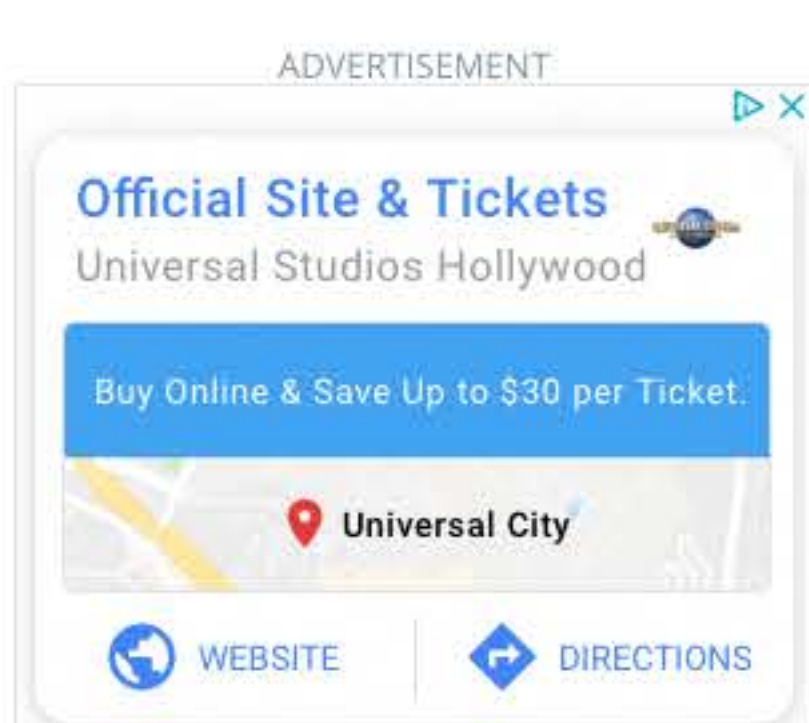 ADVERTISEMENT
Official Site & Tickets
Universal Studios Hollywood
Buy Online & Save Up to $30 per Ticket.
Universal City
WEBSITE
DIRECTIONS